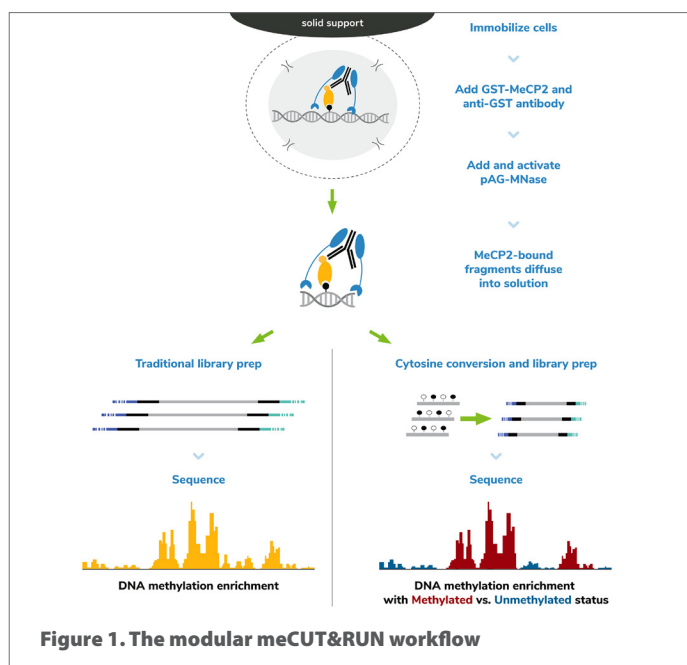 solid support
Immobilize cells
Add GST-MeCP2 and
anti-GST antibody
Add and activate
pAG-MNase
MeCP2-bound
fragments diffuse
into solution
Traditional library prep
Cytosine conversion and library prep
Sequence
Sequence
DNA methylation enrichment
DNA methylation enrichment
with Methylated vs. Unmethylated status
Figure 1. The modular meCUT&RUN workflow